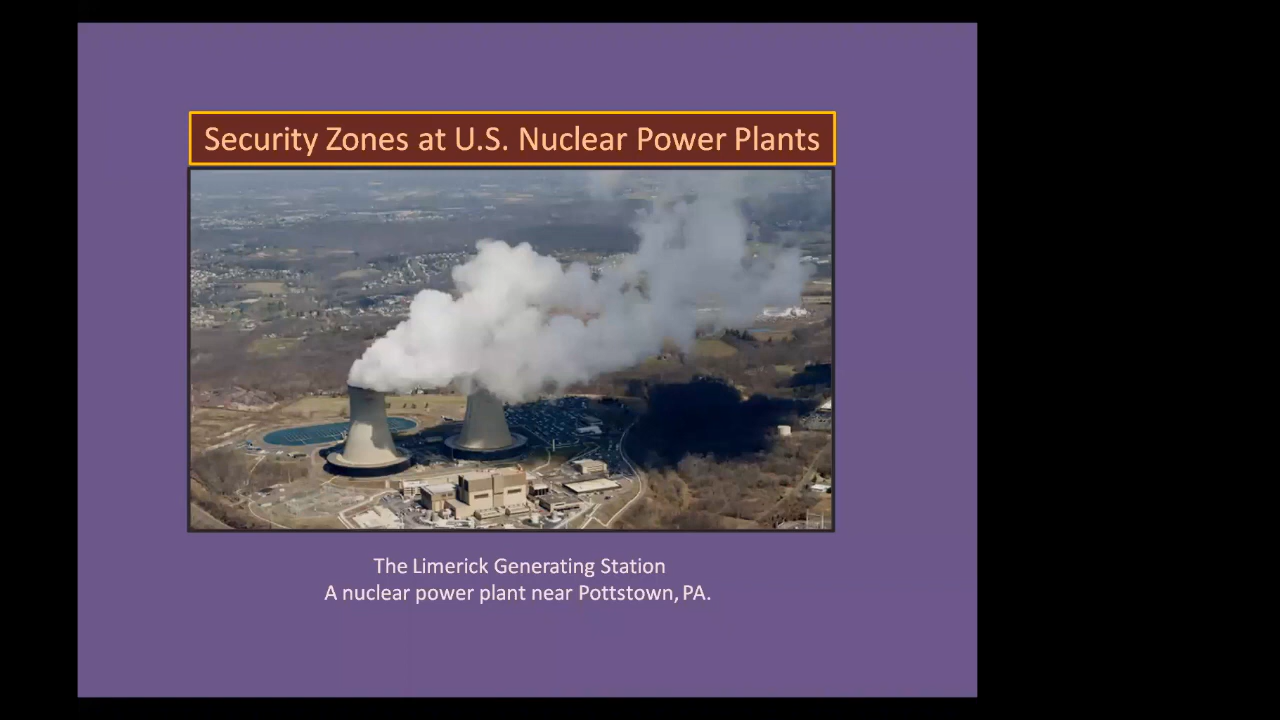 Security Zones at U.S. Nuclear Power Plants
The Limerick Generating Station
A nuclear power plant near Pottstown, PA.